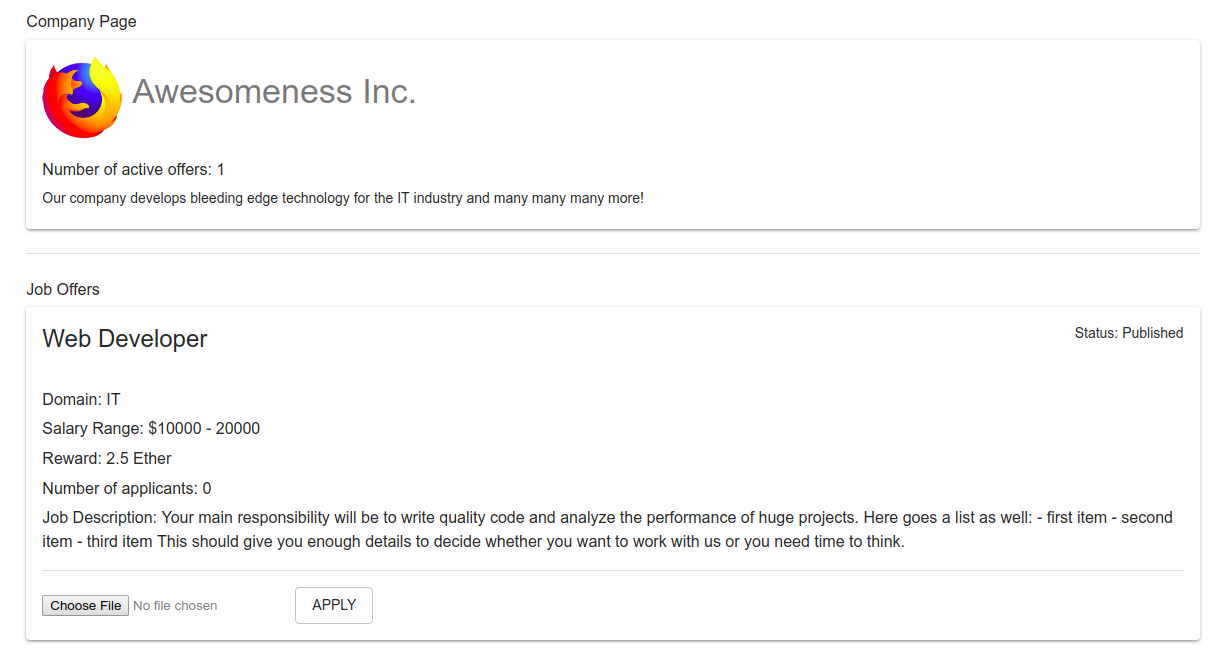 Company Page
Awesomeness Inc.
Number of active offers: 1
Our company develops bleeding edge technology for the IT industry and many many many more!
Job Offers
Web Developer
Status: Published
Domain: IT
Salary Range: $10000 - 20000
Reward: 2.5 Ether
Number of applicants: 0
Job Description: Your main responsibility will be to write quality code and analyze the performance of huge projects. Here goes a list as well: - first item - second
item - third item This should give you enough details to decide whether you want to work with us or you need time to think.
Choose File No file chosen
APPLY